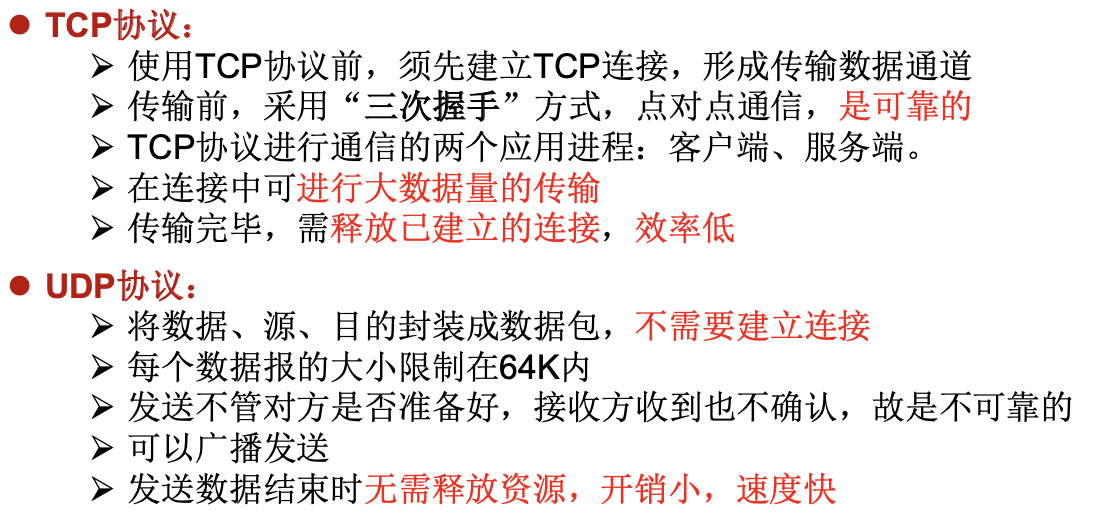 TCP协议：
使用TCP协议前，须先建立TCP连接，形成传输数据通道
传输前，采用“三次握手”方式，点对点通信，是可靠的
TCP协议进行通信的两个应用进程：客户端、服务端。
在连接中可进行大数据量的传输
传输完毕，需释放已建立的连接，效率低
UDP协议：
将数据、源、目的封装成数据包，不需要建立连接
每个数据报的大小限制在64K内
发送不管对方是否准备好，接收方收到也不确认，故是不可靠的
可以广播发送
发送数据结束时无需释放资源，开销小，速度快